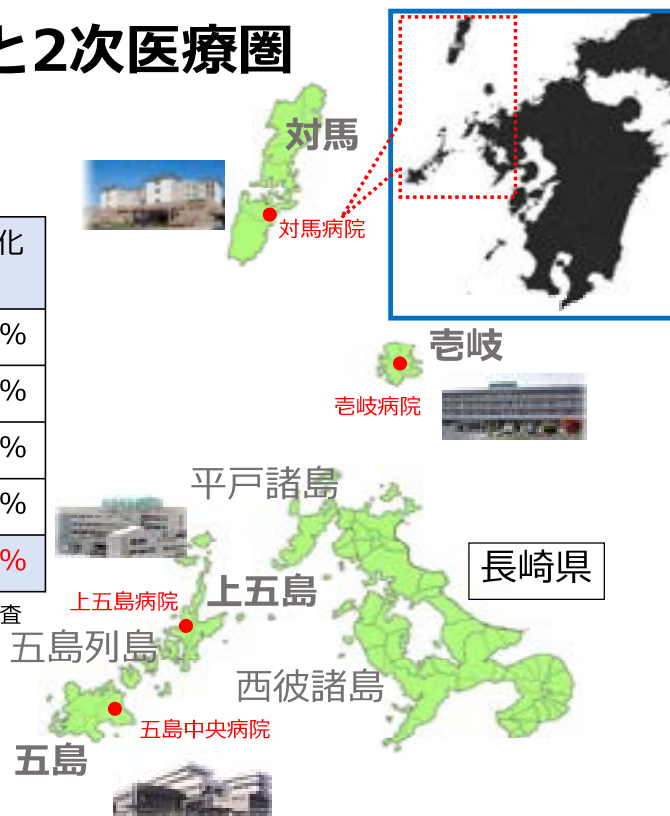 と2次医療圏
対馬
対馬病院
化
%
%
%
%
%
査
壱岐
壱岐病院
平戸諸島
長崎県
上五島病院
上五島
五島列島
西彼諸島
五島中央病院
五島